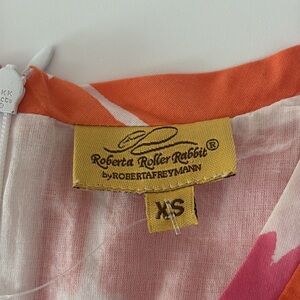 Roberta Roller Rabbit®
by ROBERTAFREYMANN
XS